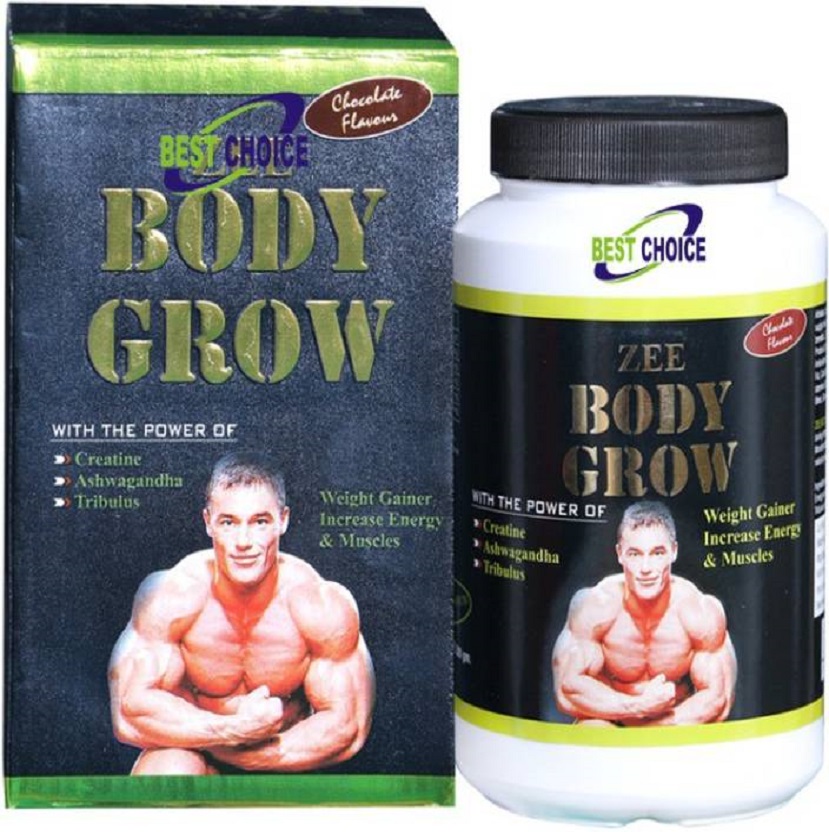 Chocolate
Flavour
BEST CHOICE
BODY
GROW
WITH THE POWER OF
Creatine
Ashwagandha
Tribulus
Weight Gainer
Increase Energy
& Muscles
BEST CHOICE
Chocolate
Flavour
ZEE
BODY
GROW
WITH THE POWER OF
Creatine
Ashwagandha
Tribulus
Weight Gainer
Increase Energy
& Muscles